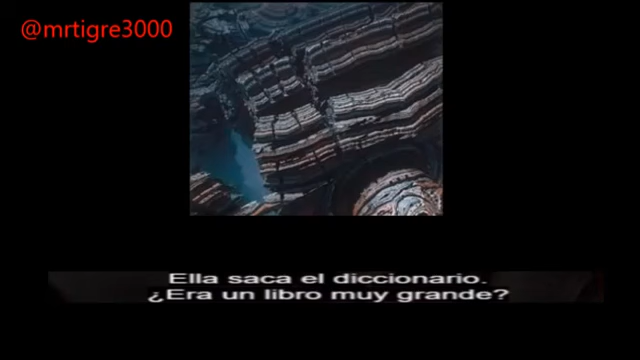 @mrtigre3000
Ella saca el diccionario.
¿Era un libro muy grande?